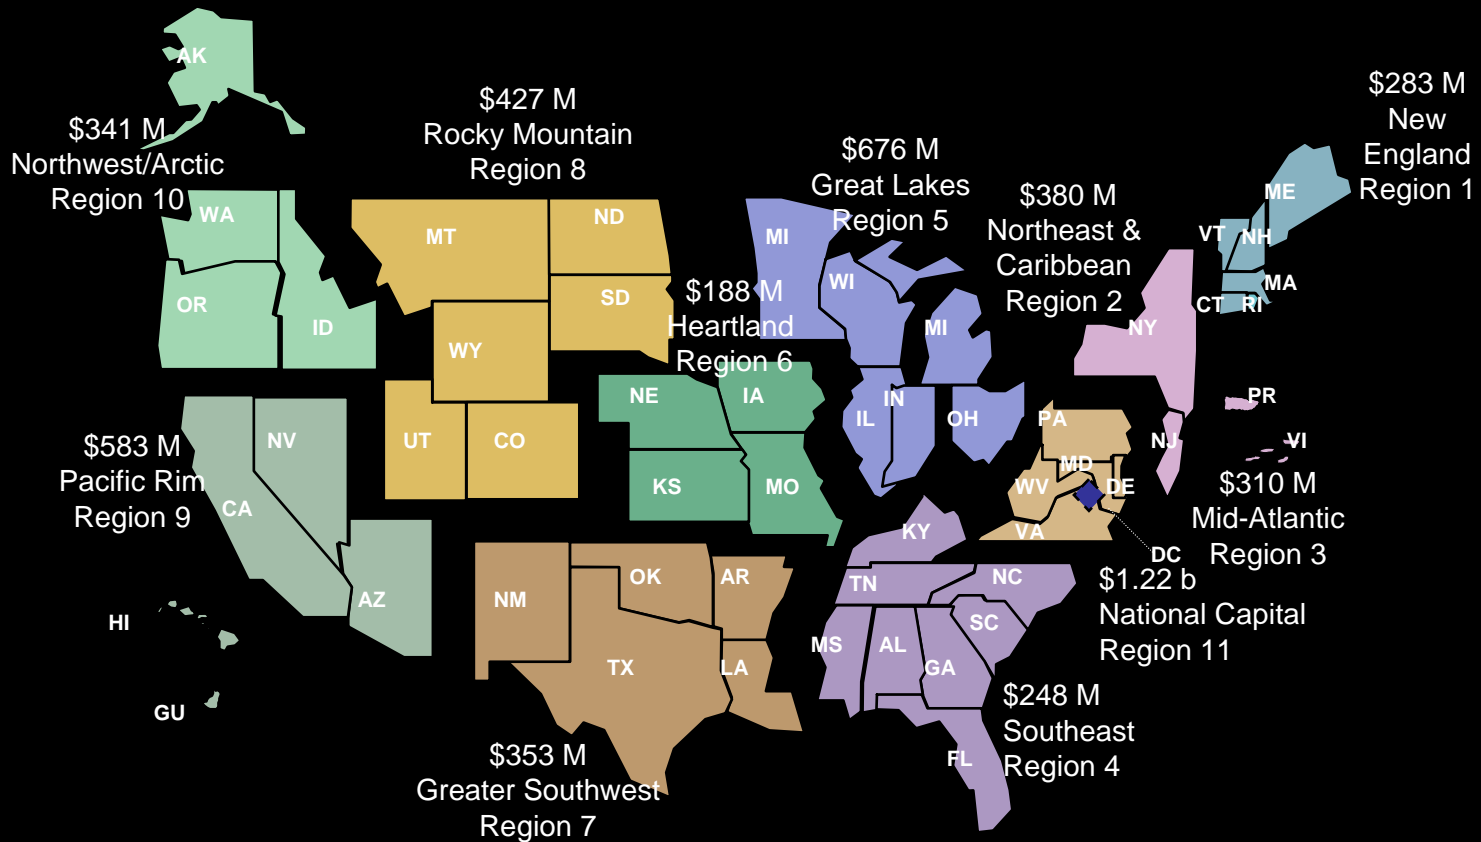 AK
$341 M
Northwest/Arctic
Region 10
WA
OR
ID
$427 M
Rocky Mountain
Region 8
MT
ND
SD
WY
UT
CO
$676 M
Great Lakes
Region 5
MI
WI
MI
IL
IN
OH
$188 M
Heartland
Region 6
NE
IA
KS
MO
$380 M
Northeast &
Caribbean
Region 2
NY
NJ
PR
VI
$283 M
New
England
Region 1
ME
VT
NH
MA
CT
RI
$583 M
Pacific Rim
Region 9
NV
CA
AZ
HI
GU
NM
OK
AR
TX
LA
$353 M
Greater Southwest
Region 7
PA
MD
WV
DE
VA
$310 M
Mid-Atlantic
Region 3
DC
$1.22 b
National Capital
Region 11
KY
TN
NC
SC
MS
AL
GA
FL
$248 M
Southeast
Region 4